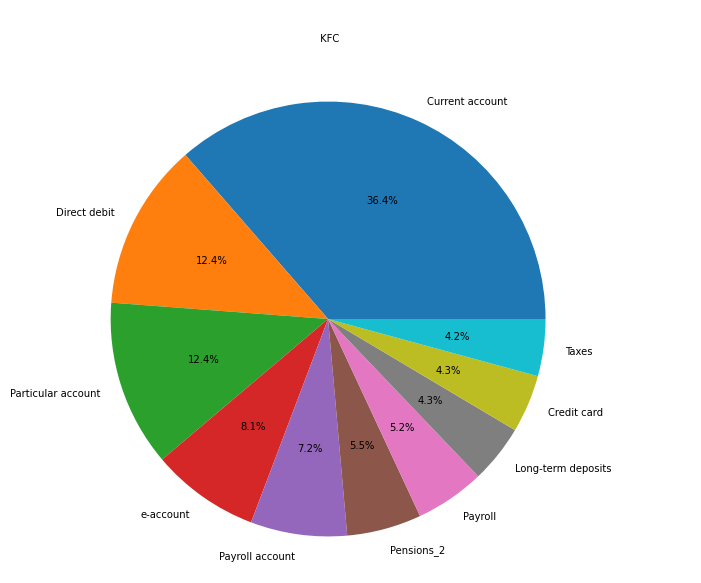 KFC
Current account
36.4%
Direct debit
12.4%
Particular account
12.4%
e-account
8.1%
Payroll account
7.2%
Pensions_2
5.5%
Payroll
5.2%
Long-term deposits
4.3%
Credit card
4.3%
Taxes
4.2%